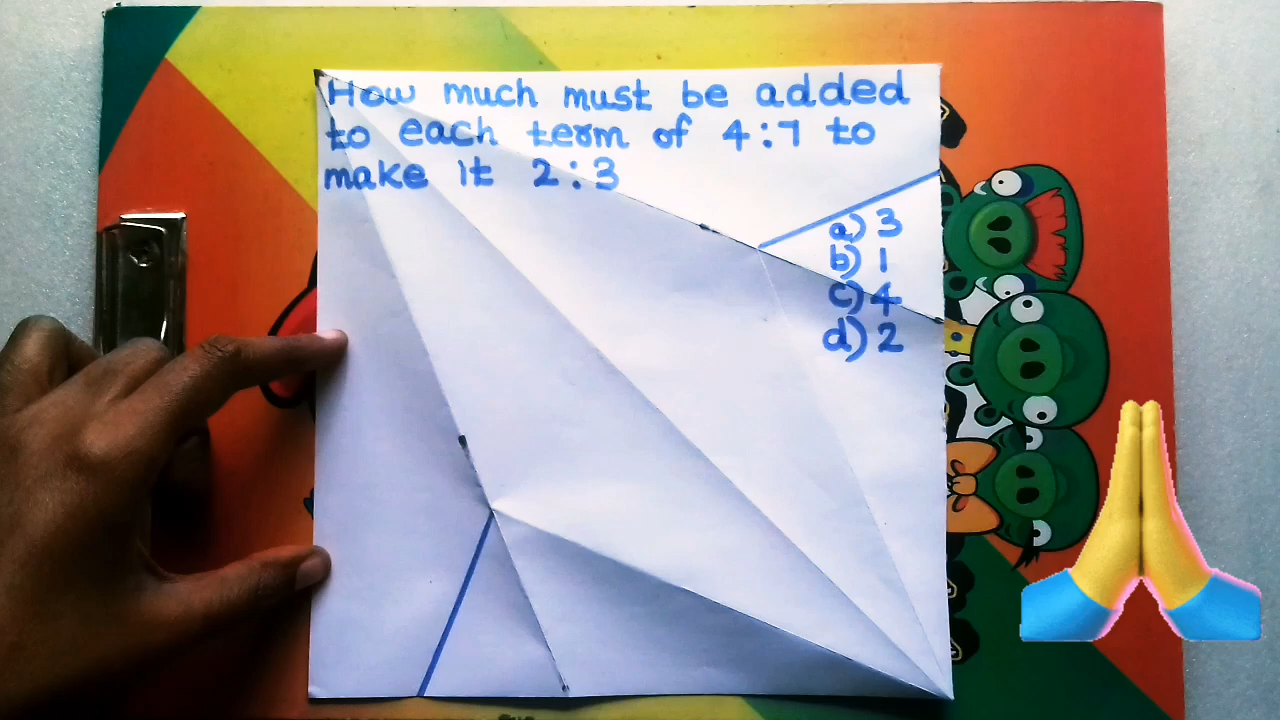 How much must be added
to each term of 4:7 to
make it 2:3
a) 3
b) 1
c) 4
d) 2